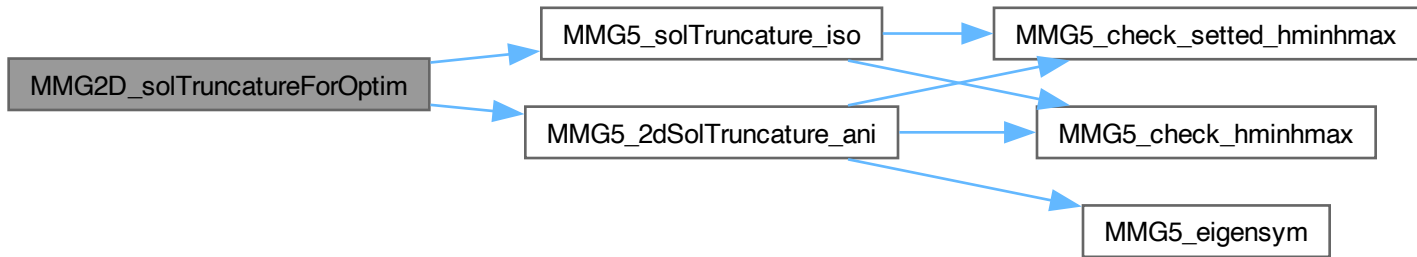 MMG2D_solTruncatureForOptim
MMG5_solTruncature_iso
MMG5_2dSolTruncature_ani
MMG5_check_setted_hminhmax
MMG5_check_hminhmax
MMG5_eigensym